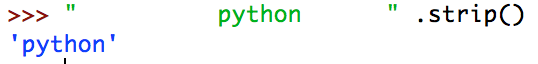 >>> "          python      " .strip()
'python'